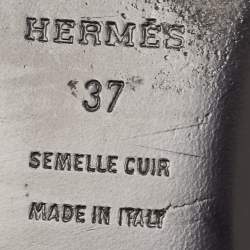 HERMÈS
37
SEMELLE CUIR
MADE IN ITALY